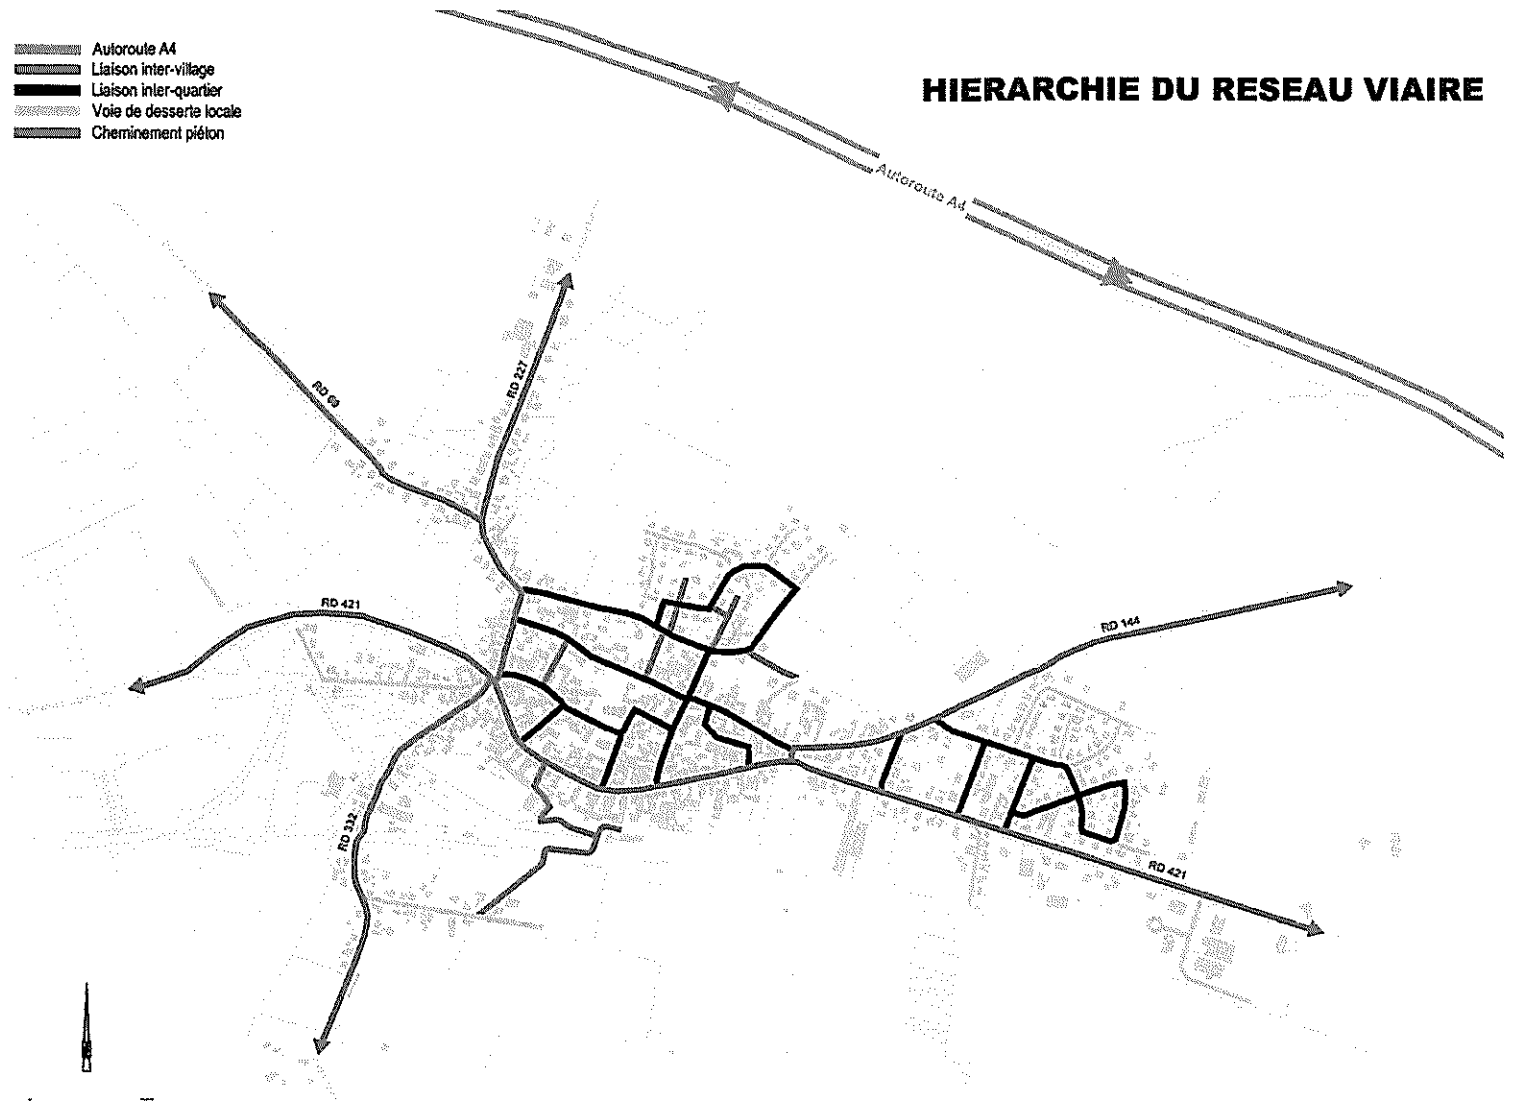 Autoroute A4
Liaison inter-village
Liaison inter-quartier
Voie de desserte locale
Cheminement piéton
HIERARCHIE DU RESEAU VIAIRE
Autoroute A4
RD 227
RD 421
RD 144
RD 332
RD 421